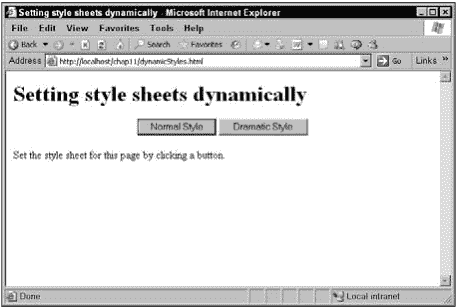 Setting style sheets dynamically - Microsoft Internet Explorer
File Edit View Favorites Tools Help
Back Search Favorites
Address http://localhost/chap11/dynamicStyles.html Go Links »
Setting style sheets dynamically
Normal Style Dramatic Style
Set the style sheet for this page by clicking a button.
Done Local intranet